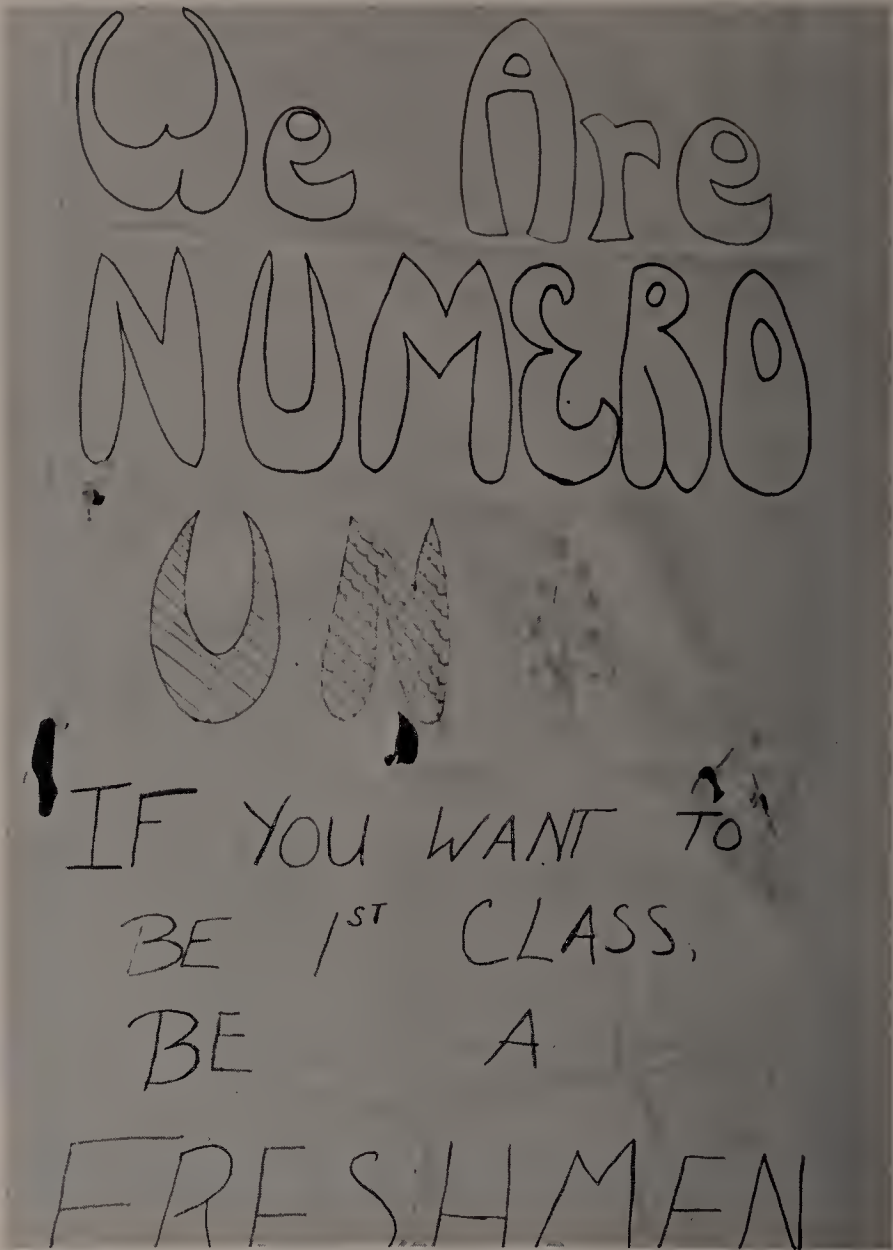 We Are
NUMERO
UN
IF YOU WANT TO
BE 1ST CLASS,
BE A
FRESHMEN